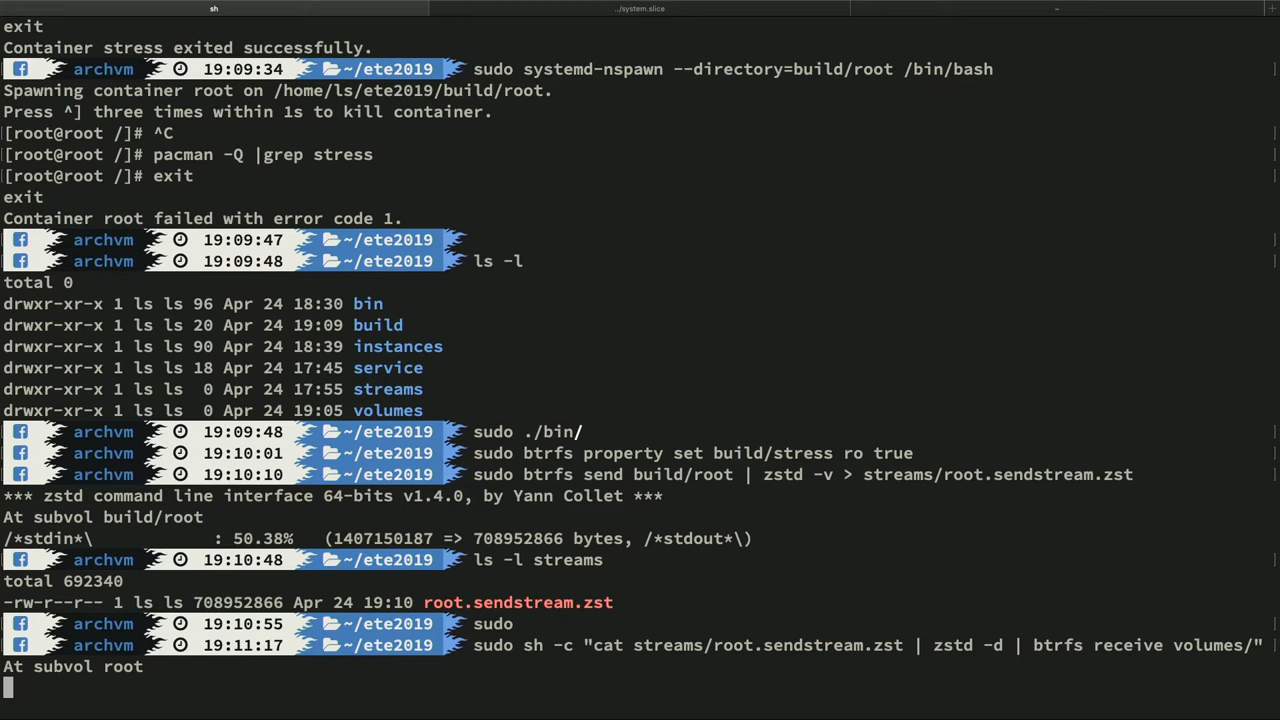 sh
../system.slice
~
+
exit
Container stress exited successfully.
archvm 19:09:34 ~/ete2019 sudo systemd-nspawn --directory=build/root /bin/bash
Spawning container root on /home/ls/ete2019/build/root.
Press ^] three times within 1s to kill container.
[root@root /]# ^C
[root@root /]# pacman -Q |grep stress
[root@root /]# exit
exit
Container root failed with error code 1.
archvm 19:09:47 ~/ete2019
archvm 19:09:48 ~/ete2019 ls -l
total 0
drwxr-xr-x 1 ls ls 96 Apr 24 18:30 bin
drwxr-xr-x 1 ls ls 20 Apr 24 19:09 build
drwxr-xr-x 1 ls ls 90 Apr 24 18:39 instances
drwxr-xr-x 1 ls ls 18 Apr 24 17:45 service
drwxr-xr-x 1 ls ls  0 Apr 24 17:55 streams
drwxr-xr-x 1 ls ls  0 Apr 24 19:05 volumes
archvm 19:09:48 ~/ete2019 sudo ./bin/
archvm 19:10:01 ~/ete2019 sudo btrfs property set build/stress ro true
archvm 19:10:10 ~/ete2019 sudo btrfs send build/root | zstd -v > streams/root.sendstream.zst
*** zstd command line interface 64-bits v1.4.0, by Yann Collet ***
At subvol build/root
/*stdin*\            : 50.38%   (1407150187 => 708952866 bytes, /*stdout*\)
archvm 19:10:48 ~/ete2019 ls -l streams
total 692340
-rw-r--r-- 1 ls ls 708952866 Apr 24 19:10 root.sendstream.zst
archvm 19:10:55 ~/ete2019 sudo
archvm 19:11:17 ~/ete2019 sudo sh -c "cat streams/root.sendstream.zst | zstd -d | btrfs receive volumes/"
At subvol root